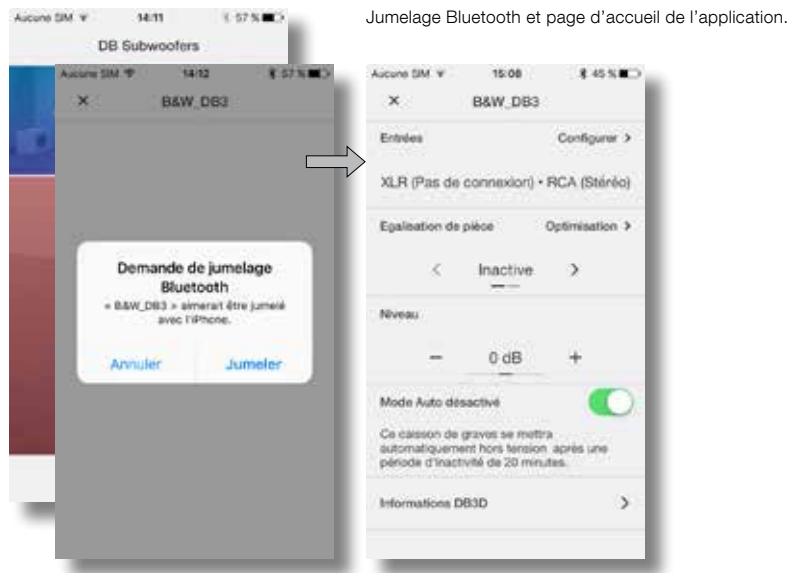 Jumelage Bluetooth et page d'accueil de l'application.
Aucune SIM 14:11 57 %
DB Subwoofers
Aucune SIM 14:12 57 %
× B&W_DB3
Demande de jumelage
Bluetooth
« B&W_DB3 » aimerait être jumelé
avec l'iPhone.
Annuler Jumeler
Aucune SIM 15:08 45 %
× B&W_DB3
Entrées Configurer >
XLR (Pas de connexion) • RCA (Stéréo)
Egalisation de pièce Optimisation >
< Inactive >
Niveau
– 0 dB +
Mode Auto désactivé
Ce caisson de graves se mettra
automatiquement hors tension après une
période d'inactivité de 20 minutes.
Informations DB3D >